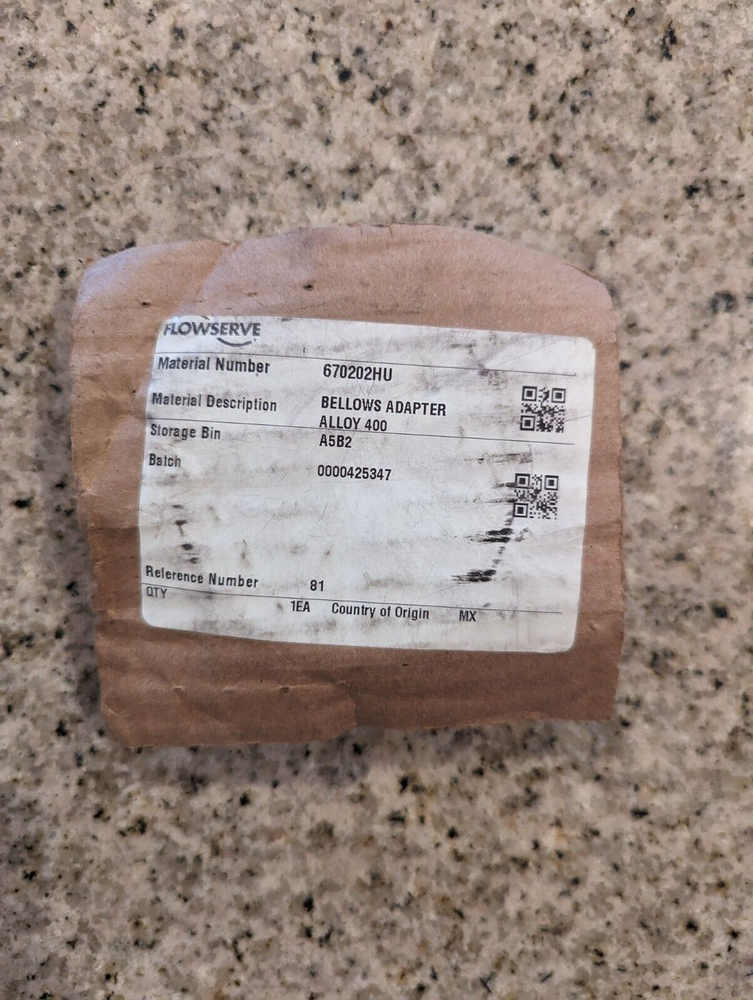 FLOWSERVE
Material Number 670202HU
Material Description BELLOWS ADAPTER
ALLOY 400
Storage Bin A5B2
Batch 0000425347
Reference Number 81
QTY 1EA Country of Origin MX